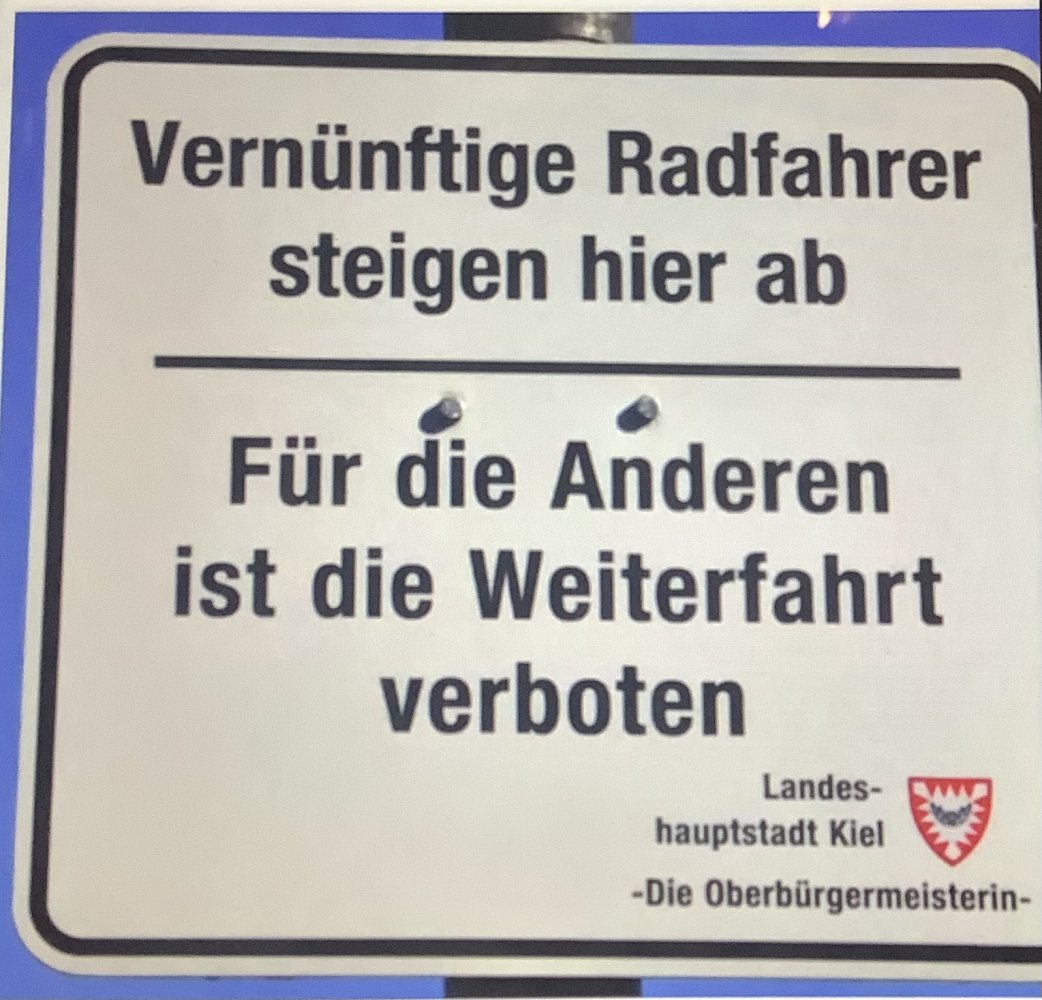 Vernünftige Radfahrer
steigen hier ab
Für die Anderen
ist die Weiterfahrt
verboten
Landes-
hauptstadt Kiel
-Die Oberbürgermeisterin-